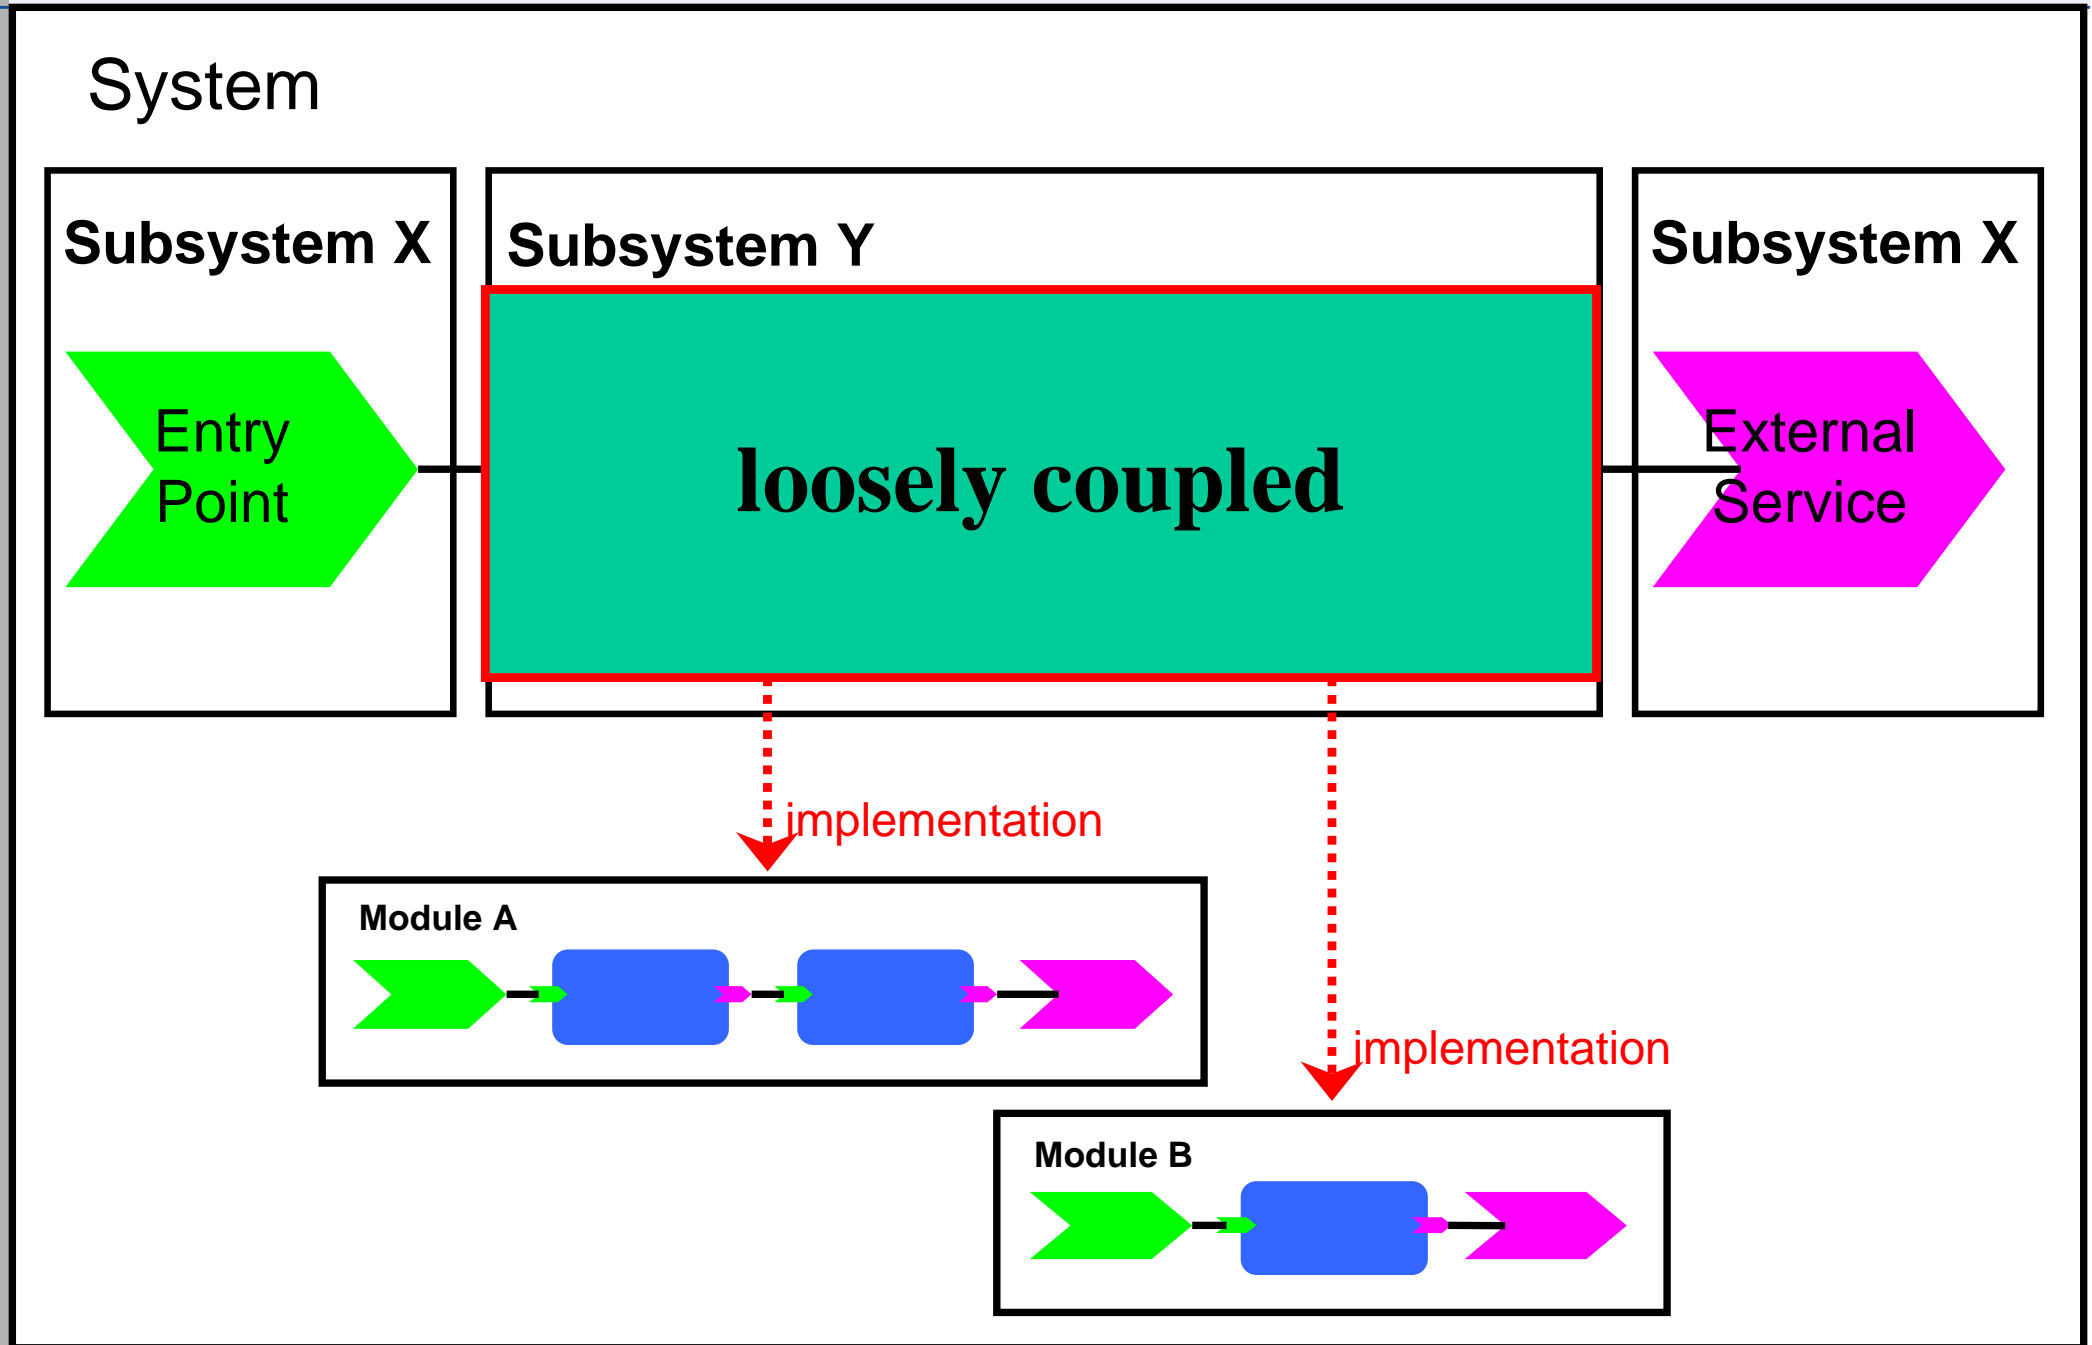 System
Subsystem X
Subsystem Y
Subsystem X
Entry
Point
loosely coupled
External
Service
implementation
Module A
implementation
Module B